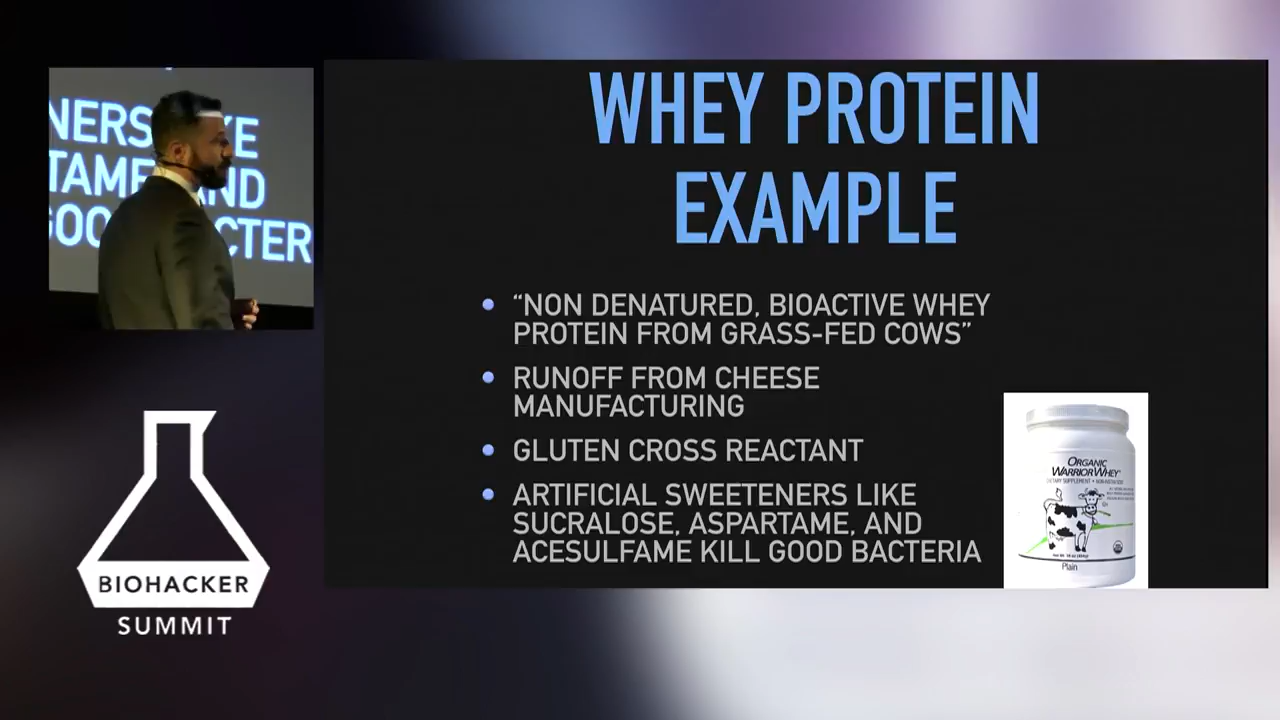 WHEY PROTEIN
EXAMPLE
“NON DENATURED, BIOACTIVE WHEY
PROTEIN FROM GRASS-FED COWS”
RUNOFF FROM CHEESE
MANUFACTURING
GLUTEN CROSS REACTANT
ARTIFICIAL SWEETENERS LIKE
SUCRALOSE, ASPARTAME, AND
ACESULFAME KILL GOOD BACTERIA
ORGANIC
WARRIORWHEY
Plain
BIOHACKER
SUMMIT